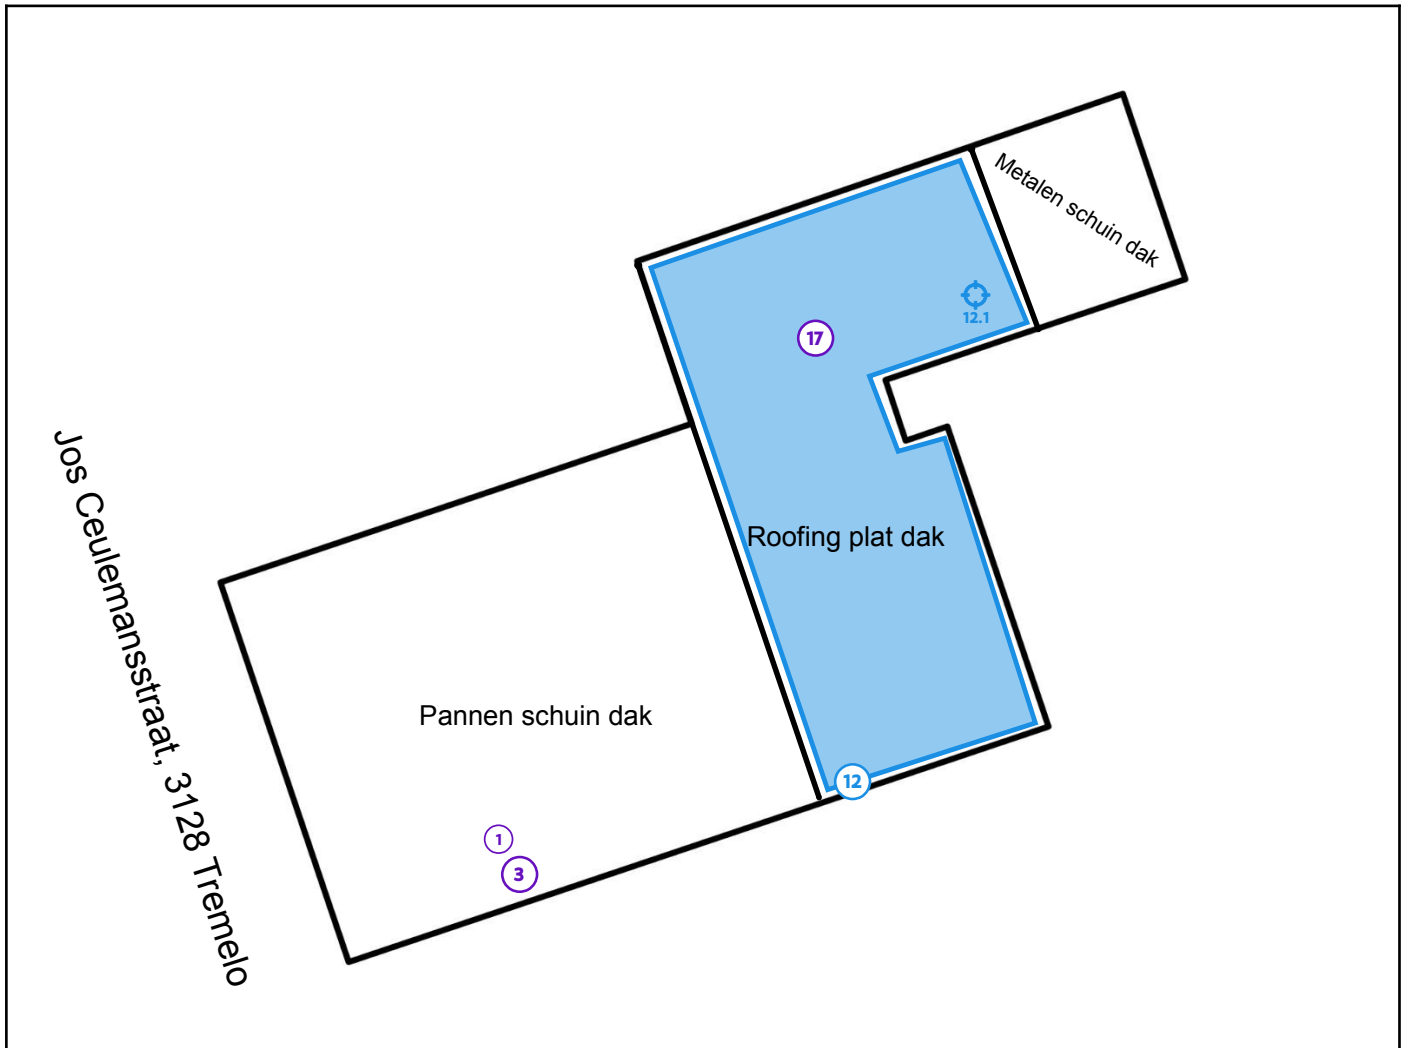 Metalen schuin dak
12.1
17
Jos Ceulemansstraat, 3128 Tremelo
Roofing plat dak
Pannen schuin dak
12
1
3